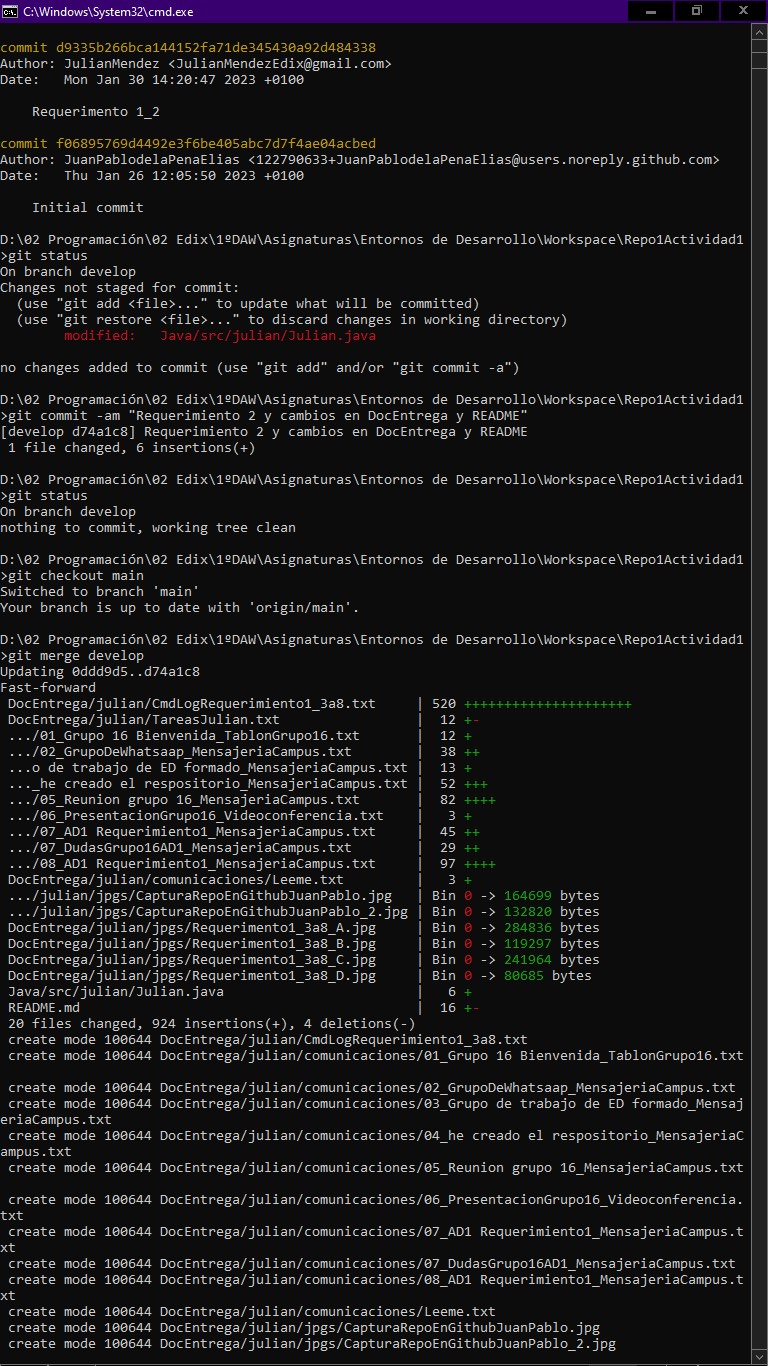 C:\Windows\System32\cmd.exe
commit d9335b266bca144152fa71de345430a92d484338
Author: JulianMendez <JulianMendezEdix@gmail.com>
Date:   Mon Jan 30 14:20:47 2023 +0100
    Requerimento 1_2
commit f06895769d4492e3f6be405abc7d7f4ae04acbed
Author: JuanPablodelaPenaElias <122790633+JuanPablodelaPenaElias@users.noreply.github.com>
Date:   Thu Jan 26 12:05:50 2023 +0100
    Initial commit
D:\02 Programación\02 Edix\1ºDAW\Asignaturas\Entornos de Desarrollo\Workspace\Repo1Actividad1
>git status
On branch develop
Changes not staged for commit:
  (use "git add <file>..." to update what will be committed)
  (use "git restore <file>..." to discard changes in working directory)
        modified:   Java/src/julian/Julian.java
no changes added to commit (use "git add" and/or "git commit -a")
D:\02 Programación\02 Edix\1ºDAW\Asignaturas\Entornos de Desarrollo\Workspace\Repo1Actividad1
>git commit -am "Requerimiento 2 y cambios en DocEntrega y README"
[develop d74a1c8] Requerimiento 2 y cambios en DocEntrega y README
 1 file changed, 6 insertions(+)
D:\02 Programación\02 Edix\1ºDAW\Asignaturas\Entornos de Desarrollo\Workspace\Repo1Actividad1
>git status
On branch develop
nothing to commit, working tree clean
D:\02 Programación\02 Edix\1ºDAW\Asignaturas\Entornos de Desarrollo\Workspace\Repo1Actividad1
>git checkout main
Switched to branch 'main'
Your branch is up to date with 'origin/main'.
D:\02 Programación\02 Edix\1ºDAW\Asignaturas\Entornos de Desarrollo\Workspace\Repo1Actividad1
>git merge develop
Updating 0ddd9d5..d74a1c8
Fast-forward
 DocEntrega/julian/CmdLogRequerimiento1_3a8.txt     | 520 +++++++++++++++++++++
 DocEntrega/julian/TareasJulian.txt                 |  12 +-
 .../01_Grupo 16 Bienvenida_TablonGrupo16.txt       |  12 +
 .../02_GrupoDeWhatsaap_MensajeriaCampus.txt        |  38 ++
 ...o de trabajo de ED formado_MensajeriaCampus.txt |  13 +
 ..._he creado el respositorio_MensajeriaCampus.txt |  52 +++
 .../05_Reunion grupo 16_MensajeriaCampus.txt       |  82 ++++
 .../06_PresentacionGrupo16_Videoconferencia.txt    |   3 +
 .../07_AD1 Requerimiento1_MensajeriaCampus.txt     |  45 ++
 .../07_DudasGrupo16AD1_MensajeriaCampus.txt        |  29 ++
 .../08_AD1 Requerimiento1_MensajeriaCampus.txt     |  97 ++++
 DocEntrega/julian/comunicaciones/Leeme.txt         |   3 +
 .../julian/jpgs/CapturaRepoEnGithubJuanPablo.jpg   | Bin 0 -> 164699 bytes
 .../julian/jpgs/CapturaRepoEnGithubJuanPablo_2.jpg | Bin 0 -> 132820 bytes
 DocEntrega/julian/jpgs/Requerimento1_3a8_A.jpg     | Bin 0 -> 284836 bytes
 DocEntrega/julian/jpgs/Requerimento1_3a8_B.jpg     | Bin 0 -> 119297 bytes
 DocEntrega/julian/jpgs/Requerimento1_3a8_C.jpg     | Bin 0 -> 241964 bytes
 DocEntrega/julian/jpgs/Requerimento1_3a8_D.jpg     | Bin 0 -> 80685 bytes
 Java/src/julian/Julian.java                        |   6 +
 README.md                                          |  16 +-
 20 files changed, 924 insertions(+), 4 deletions(-)
 create mode 100644 DocEntrega/julian/CmdLogRequerimiento1_3a8.txt
 create mode 100644 DocEntrega/julian/comunicaciones/01_Grupo 16 Bienvenida_TablonGrupo16.txt
 create mode 100644 DocEntrega/julian/comunicaciones/02_GrupoDeWhatsaap_MensajeriaCampus.txt
 create mode 100644 DocEntrega/julian/comunicaciones/03_Grupo de trabajo de ED formado_Mensaj
eriaCampus.txt
 create mode 100644 DocEntrega/julian/comunicaciones/04_he creado el respositorio_MensajeriaC
ampus.txt
 create mode 100644 DocEntrega/julian/comunicaciones/05_Reunion grupo 16_MensajeriaCampus.txt
 create mode 100644 DocEntrega/julian/comunicaciones/06_PresentacionGrupo16_Videoconferencia.
txt
 create mode 100644 DocEntrega/julian/comunicaciones/07_AD1 Requerimiento1_MensajeriaCampus.t
xt
 create mode 100644 DocEntrega/julian/comunicaciones/07_DudasGrupo16AD1_MensajeriaCampus.txt
 create mode 100644 DocEntrega/julian/comunicaciones/08_AD1 Requerimiento1_MensajeriaCampus.t
xt
 create mode 100644 DocEntrega/julian/comunicaciones/Leeme.txt
 create mode 100644 DocEntrega/julian/jpgs/CapturaRepoEnGithubJuanPablo.jpg
 create mode 100644 DocEntrega/julian/jpgs/CapturaRepoEnGithubJuanPablo_2.jpg